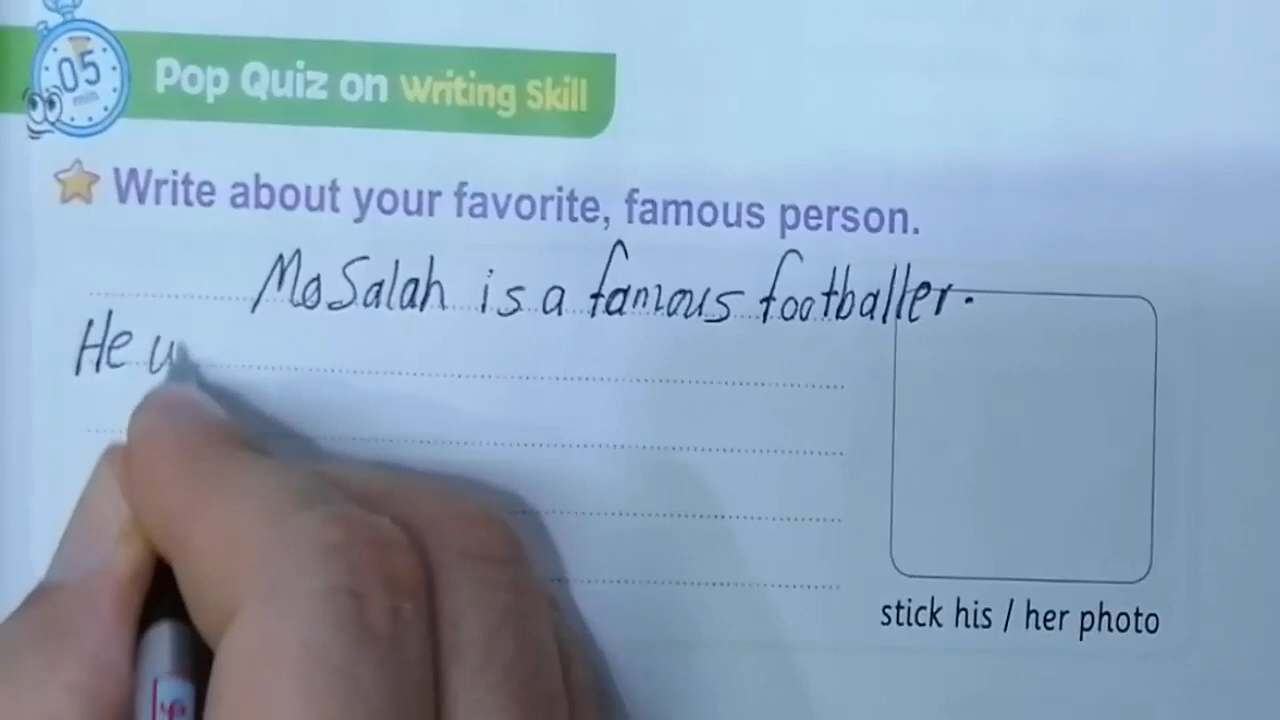 05
Pop Quiz on Writing Skill
Write about your favorite, famous person.
Mo Salah is a famous footballer.
He
stick his / her photo